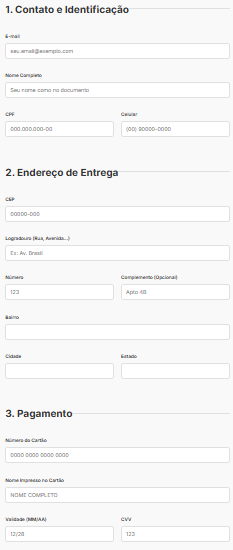 1. Contato e Identificação
E-mail
seu.email@exemplo.com
Nome Completo
Seu nome como no documento
CPF
Celular
000.000.000-00
(00) 90000-0000
2. Endereço de Entrega
CEP
00000-000
Logradouro (Rua, Avenida...)
Ex: Av. Brasil
Número
Complemento (Opcional)
123
Apto 4B
Bairro
Cidade
Estado
3. Pagamento
Número do Cartão
0000 0000 0000 0000
Nome Impresso no Cartão
NOME COMPLETO
Validade (MM/AA)
CVV
12/28
123